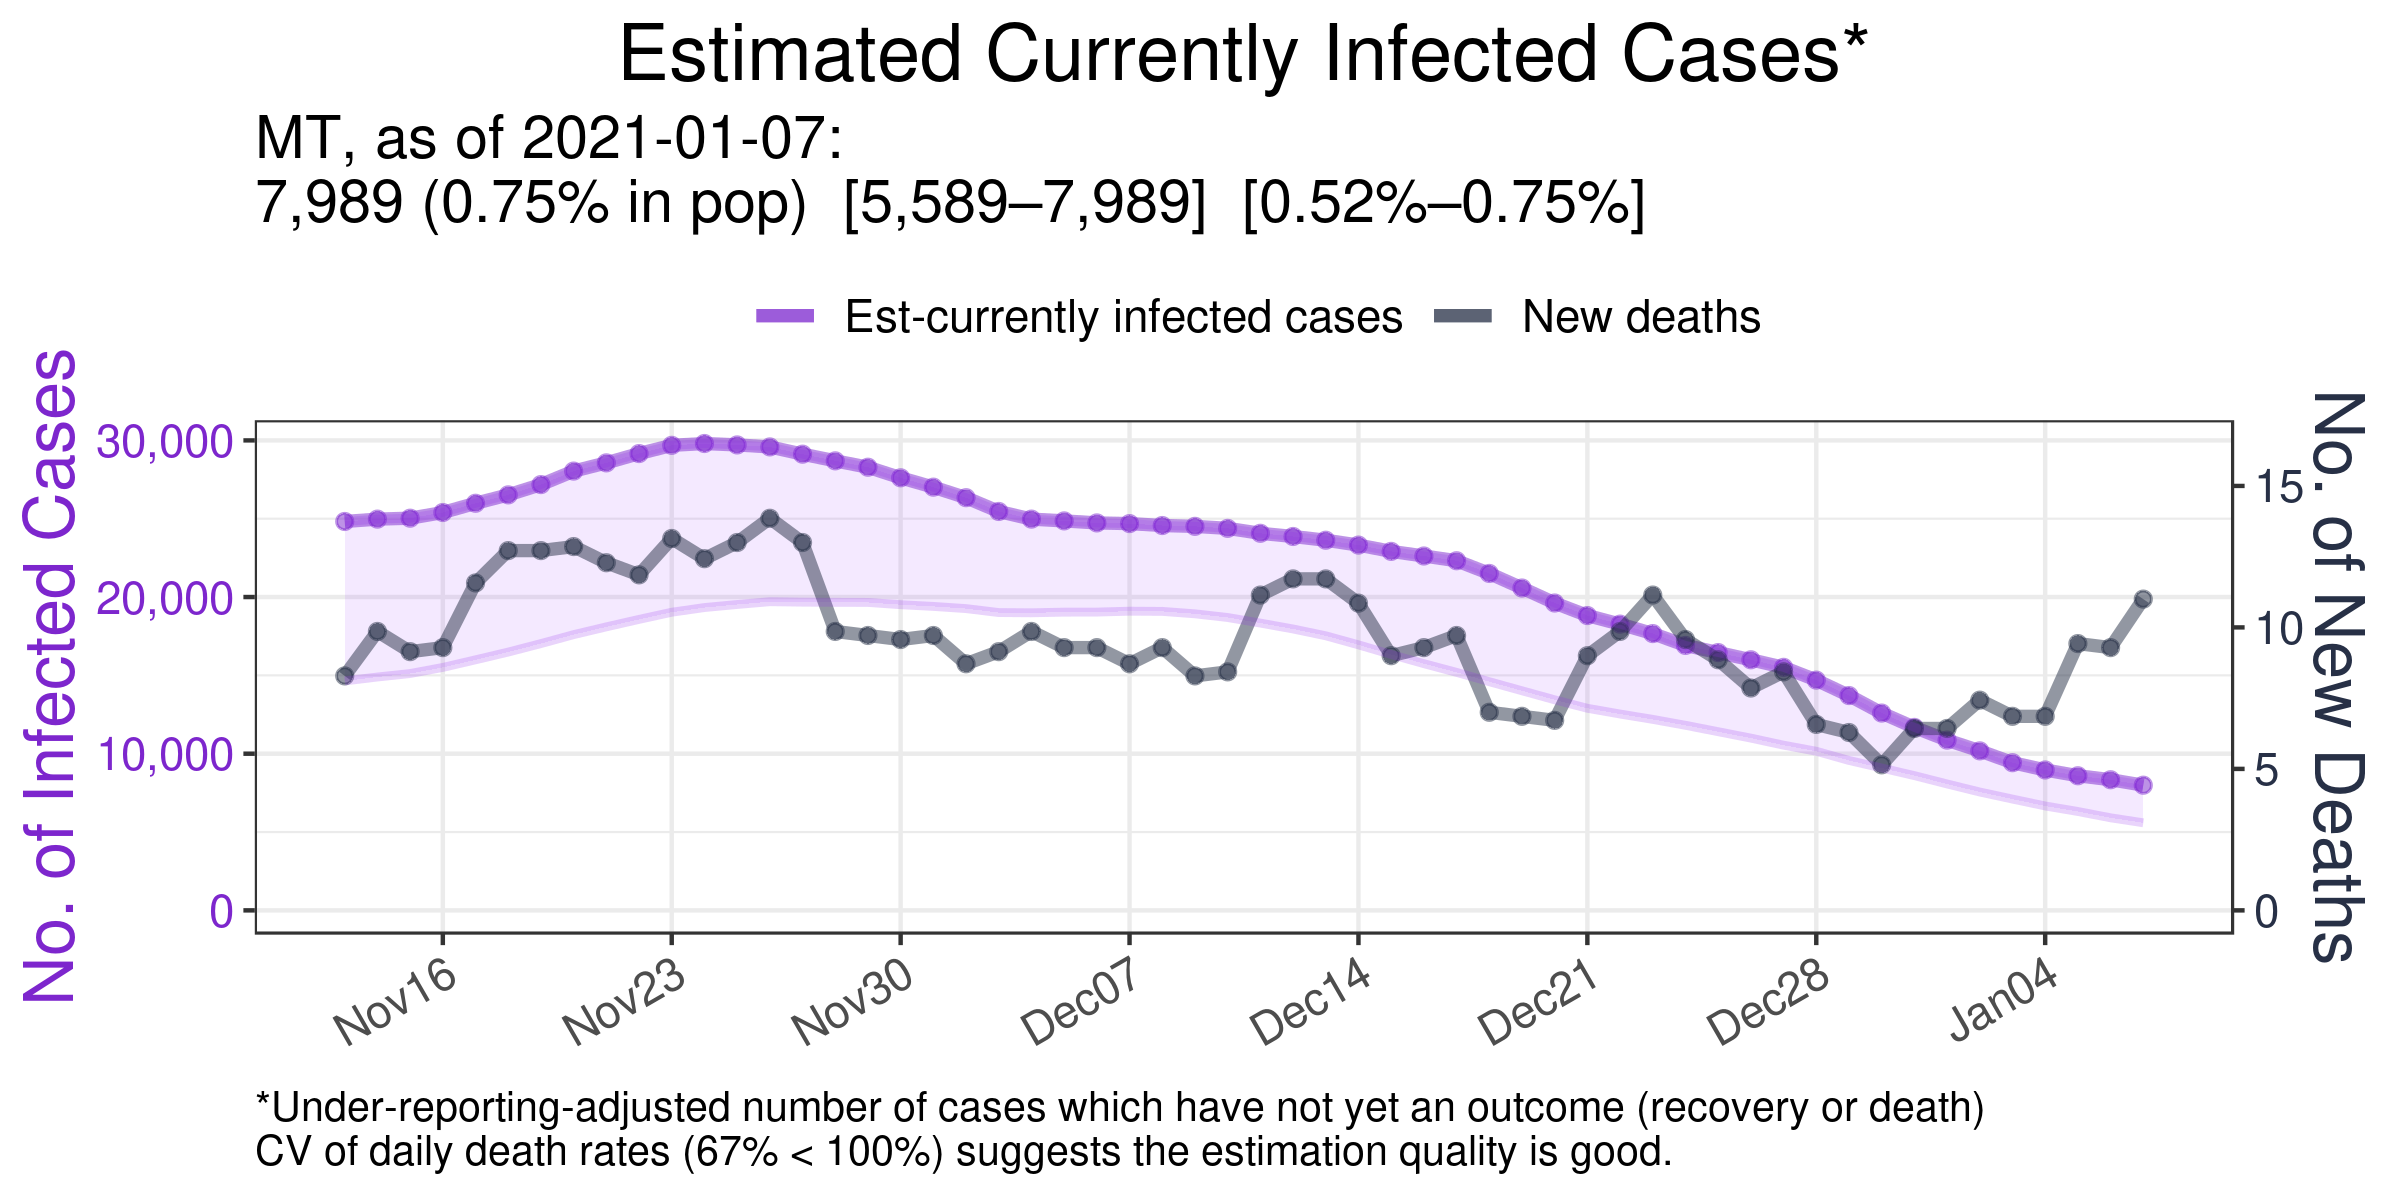 Estimated Currently Infected Cases*
MT, as of 2021-01-07:
7,989 (0.75% in pop)  [5,589–7,989]  [0.52%–0.75%]
Est-currently infected cases
New deaths
No. of Infected Cases
30,000
20,000
10,000
0
15
10
5
0
No. of New Deaths
Nov16
Nov23
Nov30
Dec07
Dec14
Dec21
Dec28
Jan04
*Under-reporting-adjusted number of cases which have not yet an outcome (recovery or death)
CV of daily death rates (67% < 100%) suggests the estimation quality is good.